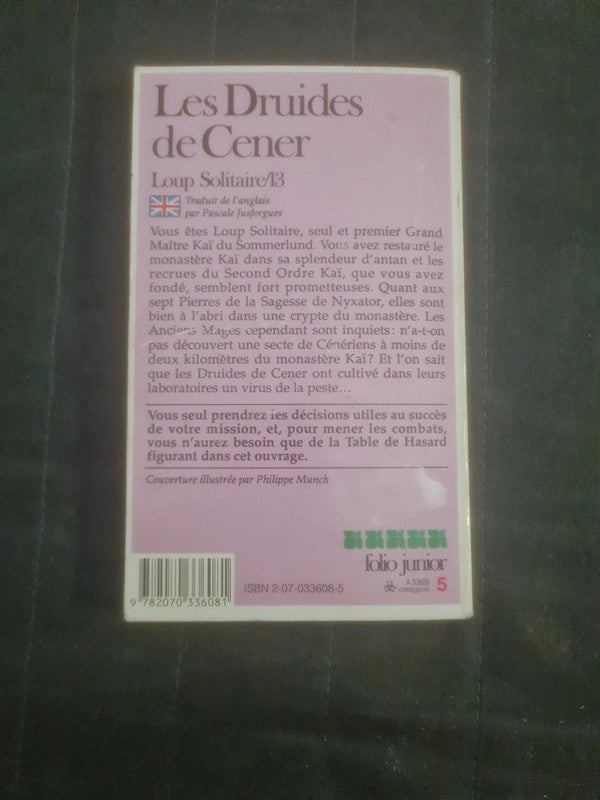 Les Druides
de Cener
Loup Solitaire/13
Traduit de l'anglais
par Pascale Jusforgues
Vous êtes Loup Solitaire, seul et premier Grand
Maître Kaï du Sommerlund. Vous avez restauré le
monastère Kaï dans sa splendeur d'antan et les
recrues du Second Ordre Kaï, que vous avez
fondé, semblent fort prometteuses. Quant aux
sept Pierres de la Sagesse de Nyxator, elles sont
bien à l'abri dans une crypte du monastère. Les
Anciens Mages cependant sont inquiets : n'a-t-on
pas découvert une secte de Cénériens à moins de
deux kilomètres du monastère Kaï? Et l'on sait
que les Druides de Cener ont cultivé dans leurs
laboratoires un virus de la peste...
Vous seul prendrez les décisions utiles au succès
de votre mission, et, pour mener les combats,
vous n'aurez besoin que de la Table de Hasard
figurant dans cet ouvrage.
Couverture illustrée par Philippe Munch
folio junior
ISBN 2-07-033608-5
A 33608
catégorie 5
9 782070 336081